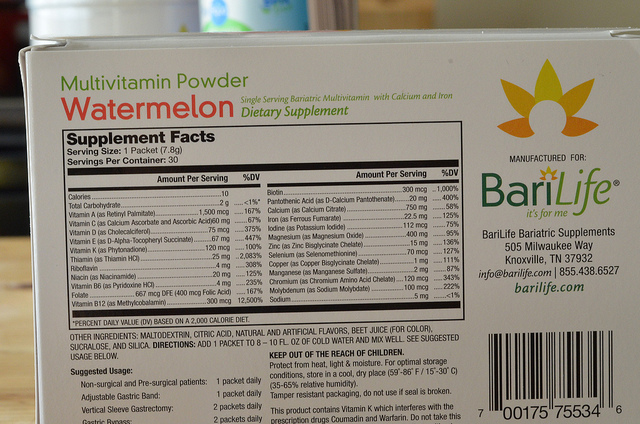 Multivitamin Powder
Watermelon
Single Serving Bariatric Multivitamin with Calcium and Iron
Dietary Supplement
Supplement Facts
Serving Size: 1 Packet (7.8g)
Servings Per Container: 30
Amount Per Serving %DV
Calories 10
Total Carbohydrate 2 g <1%*
Vitamin A (as Retinyl Palmitate) 1,500 mcg 167%
Vitamin C (as Calcium Ascorbate and Ascorbic Acid) 60 mg 67%
Vitamin D (as Cholecalciferol) 75 mcg 375%
Vitamin E (as D-Alpha-Tocopheryl Succinate) 67 mg 447%
Vitamin K (as Phytonadione) 120 mcg 100%
Thiamin (as Thiamin HCl) 25 mg 2,083%
Riboflavin 4 mg 308%
Niacin (as Niacinamide) 20 mg 125%
Vitamin B6 (as Pyridoxine HCl) 4 mg 235%
Folate 667 mcg DFE (400 mcg Folic Acid) 167%
Vitamin B12 (as Methylcobalamin) 300 mcg 12,500%
Amount Per Serving %DV
Biotin 300 mcg 1,000%
Pantothenic Acid (as D-Calcium Pantothenate) 20 mg 400%
Calcium (as Calcium Citrate) 750 mg 58%
Iron (as Ferrous Fumarate) 22.5 mg 125%
Iodine (as Potassium Iodide) 112 mcg 75%
Magnesium (as Magnesium Oxide) 400 mg 95%
Zinc (as Zinc Bisglycinate Chelate) 15 mg 136%
Selenium (as Selenomethionine) 70 mcg 127%
Copper (as Copper Bisglycinate Chelate) 1 mg 111%
Manganese (as Manganese Sulfate) 2 mg 87%
Chromium (as Chromium Amino Acid Chelate) 120 mcg 343%
Molybdenum (as Sodium Molybdate) 100 mcg 222%
Sodium 5 mg <1%
*PERCENT DAILY VALUE (DV) BASED ON A 2,000 CALORIE DIET.
OTHER INGREDIENTS: MALTODEXTRIN, CITRIC ACID, NATURAL AND ARTIFICIAL FLAVORS, BEET JUICE (FOR COLOR),
SUCRALOSE, AND SILICA. DIRECTIONS: ADD 1 PACKET TO 8 – 10 FL. OZ OF COLD WATER AND MIX WELL. SEE SUGGESTED
USAGE BELOW.
Suggested Usage:
Non-surgical and Pre-surgical patients: 1 packet daily
Adjustable Gastric Band: 1 packet daily
Vertical Sleeve Gastrectomy: 2 packets daily
Gastric Bypass: 2 packets daily
KEEP OUT OF THE REACH OF CHILDREN.
Protect from heat, light & moisture. For optimal storage
conditions, store in a cool, dry place (59°-86° F / 15°-30° C)
(35-65% relative humidity).
Tamper resistant packaging, do not use if seal is broken.
This product contains Vitamin K which interferes with the
prescription drugs Coumadin and Warfarin. Do not take this
MANUFACTURED FOR:
BariLife®
it's for me
BariLife Bariatric Supplements
505 Milwaukee Way
Knoxville, TN 37932
info@barilife.com | 855.438.6527
barilife.com
7 00175 75534 6